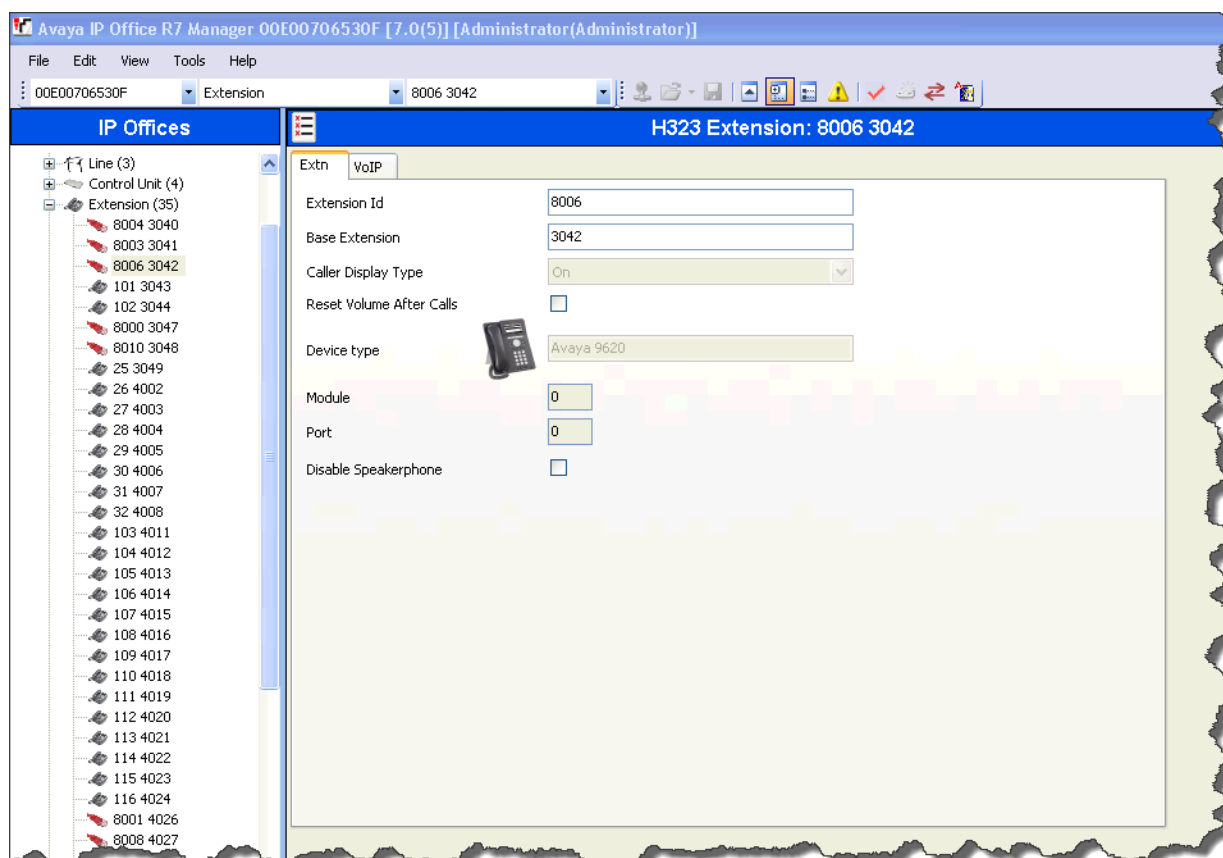 Avaya IP Office R7 Manager 00E00706530F [7.0(5)] [Administrator(Administrator)]
File Edit View Tools Help
00E00706530F Extension 8006 3042
IP Offices
H323 Extension: 8006 3042
Line (3)
Control Unit (4)
Extension (35)
8004 3040
8003 3041
8006 3042
101 3043
102 3044
8000 3047
8010 3048
25 3049
26 4002
27 4003
28 4004
29 4005
30 4006
31 4007
32 4008
103 4011
104 4012
105 4013
106 4014
107 4015
108 4016
109 4017
110 4018
111 4019
112 4020
113 4021
114 4022
115 4023
116 4024
8001 4026
8008 4027
Extn VoIP
Extension Id 8006
Base Extension 3042
Caller Display Type On
Reset Volume After Calls
Device type Avaya 9620
Module 0
Port 0
Disable Speakerphone